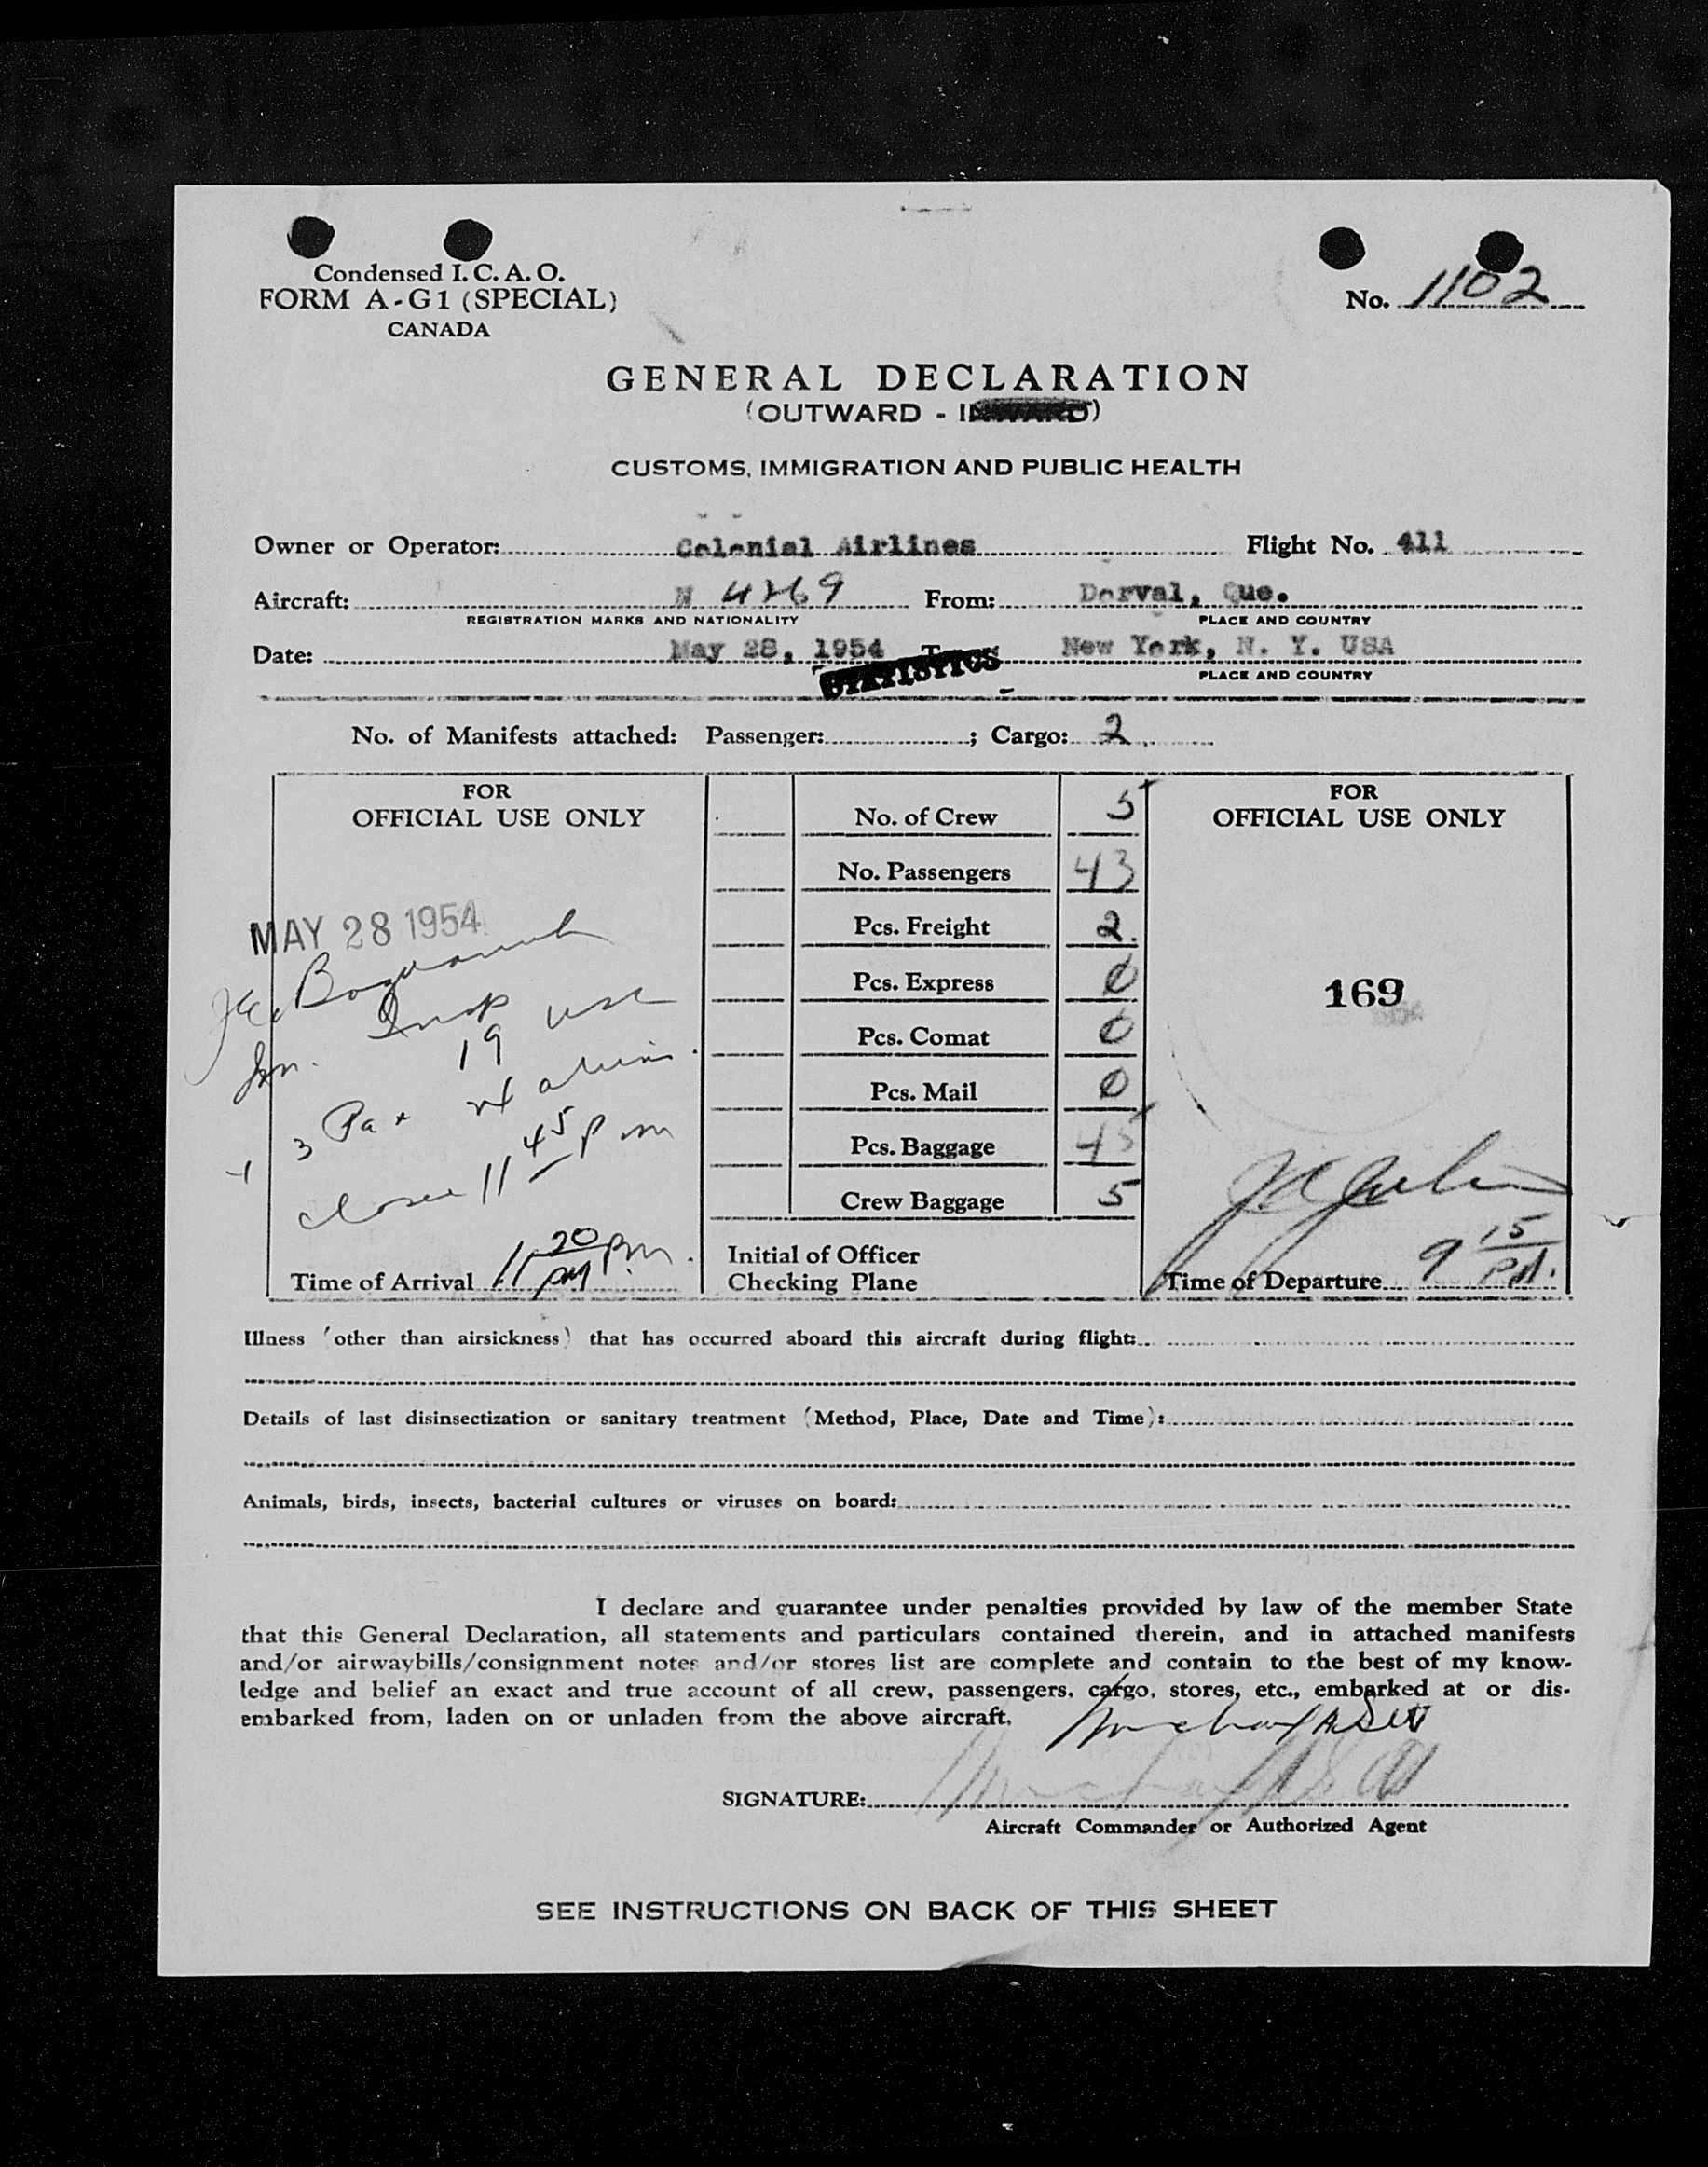 Condensed I. C. A. O.
FORM A-G1 (SPECIAL)
CANADA
No. 1102
GENERAL DECLARATION
(OUTWARD - INWARD)
CUSTOMS, IMMIGRATION AND PUBLIC HEALTH
Owner or Operator: Colonial Airlines Flight No. 411
Aircraft: N 4269 From: Dorval, Que.
REGISTRATION MARKS AND NATIONALITY PLACE AND COUNTRY
Date: May 28, 1954 New York, N. Y. USA
STATISTICS
PLACE AND COUNTRY
No. of Manifests attached: Passenger: ; Cargo: 2
FOR
OFFICIAL USE ONLY
MAY 28 1954
19
3 Pax
11 45 pm
Time of Arrival 11 20 pm
No. of Crew 5
No. Passengers 43
Pcs. Freight 2
Pcs. Express 0
Pcs. Comat 0
Pcs. Mail 0
Pcs. Baggage 45
Crew Baggage 5
Initial of Officer
Checking Plane
FOR
OFFICIAL USE ONLY
169
Time of Departure 9 15 PM.
Illness (other than airsickness) that has occurred aboard this aircraft during flight:
Details of last disinsectization or sanitary treatment (Method, Place, Date and Time):
Animals, birds, insects, bacterial cultures or viruses on board:
I declare and guarantee under penalties provided by law of the member State
that this General Declaration, all statements and particulars contained therein, and in attached manifests
and/or airwaybills/consignment notes and/or stores list are complete and contain to the best of my know-
ledge and belief an exact and true account of all crew, passengers, cargo, stores, etc., embarked at or dis-
embarked from, laden on or unladen from the above aircraft.
SIGNATURE:
Aircraft Commander or Authorized Agent
SEE INSTRUCTIONS ON BACK OF THIS SHEET